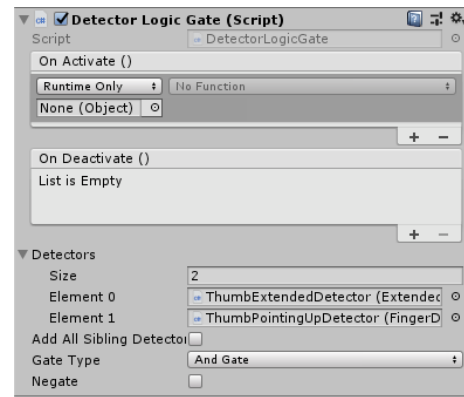 Detector Logic Gate (Script)
Script DetectorLogicGate
On Activate ()
Runtime Only No Function
None (Object)
+ −
On Deactivate ()
List is Empty
+ −
Detectors
Size 2
Element 0 ThumbExtendedDetector (Extended
Element 1 ThumbPointingUpDetector (FingerD
Add All Sibling Detector
Gate Type And Gate
Negate